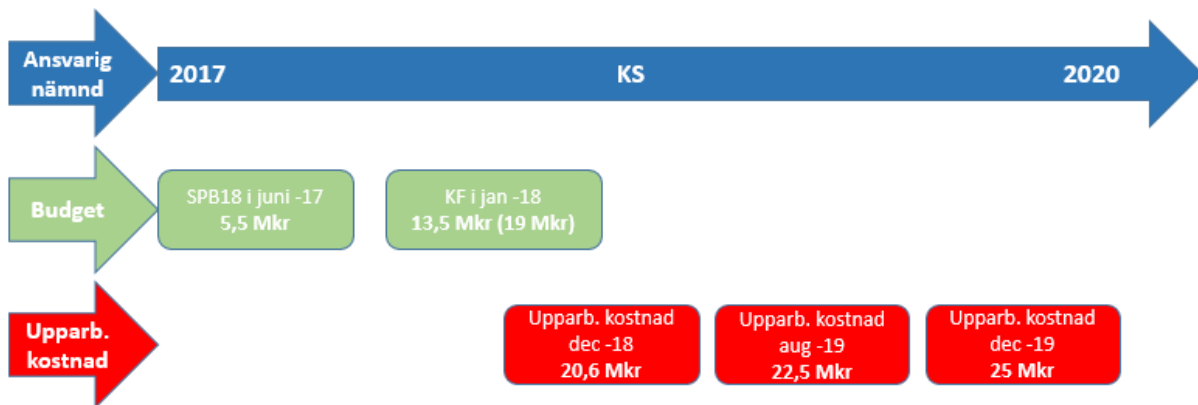 Ansvarig
nämnd
2017 KS 2020
Budget
SPB18 i juni -17
5,5 Mkr
KF i jan -18
13,5 Mkr (19 Mkr)
Upparb.
kostnad
Upparb. kostnad
dec -18
20,6 Mkr
Upparb. kostnad
aug -19
22,5 Mkr
Upparb. kostnad
dec -19
25 Mkr